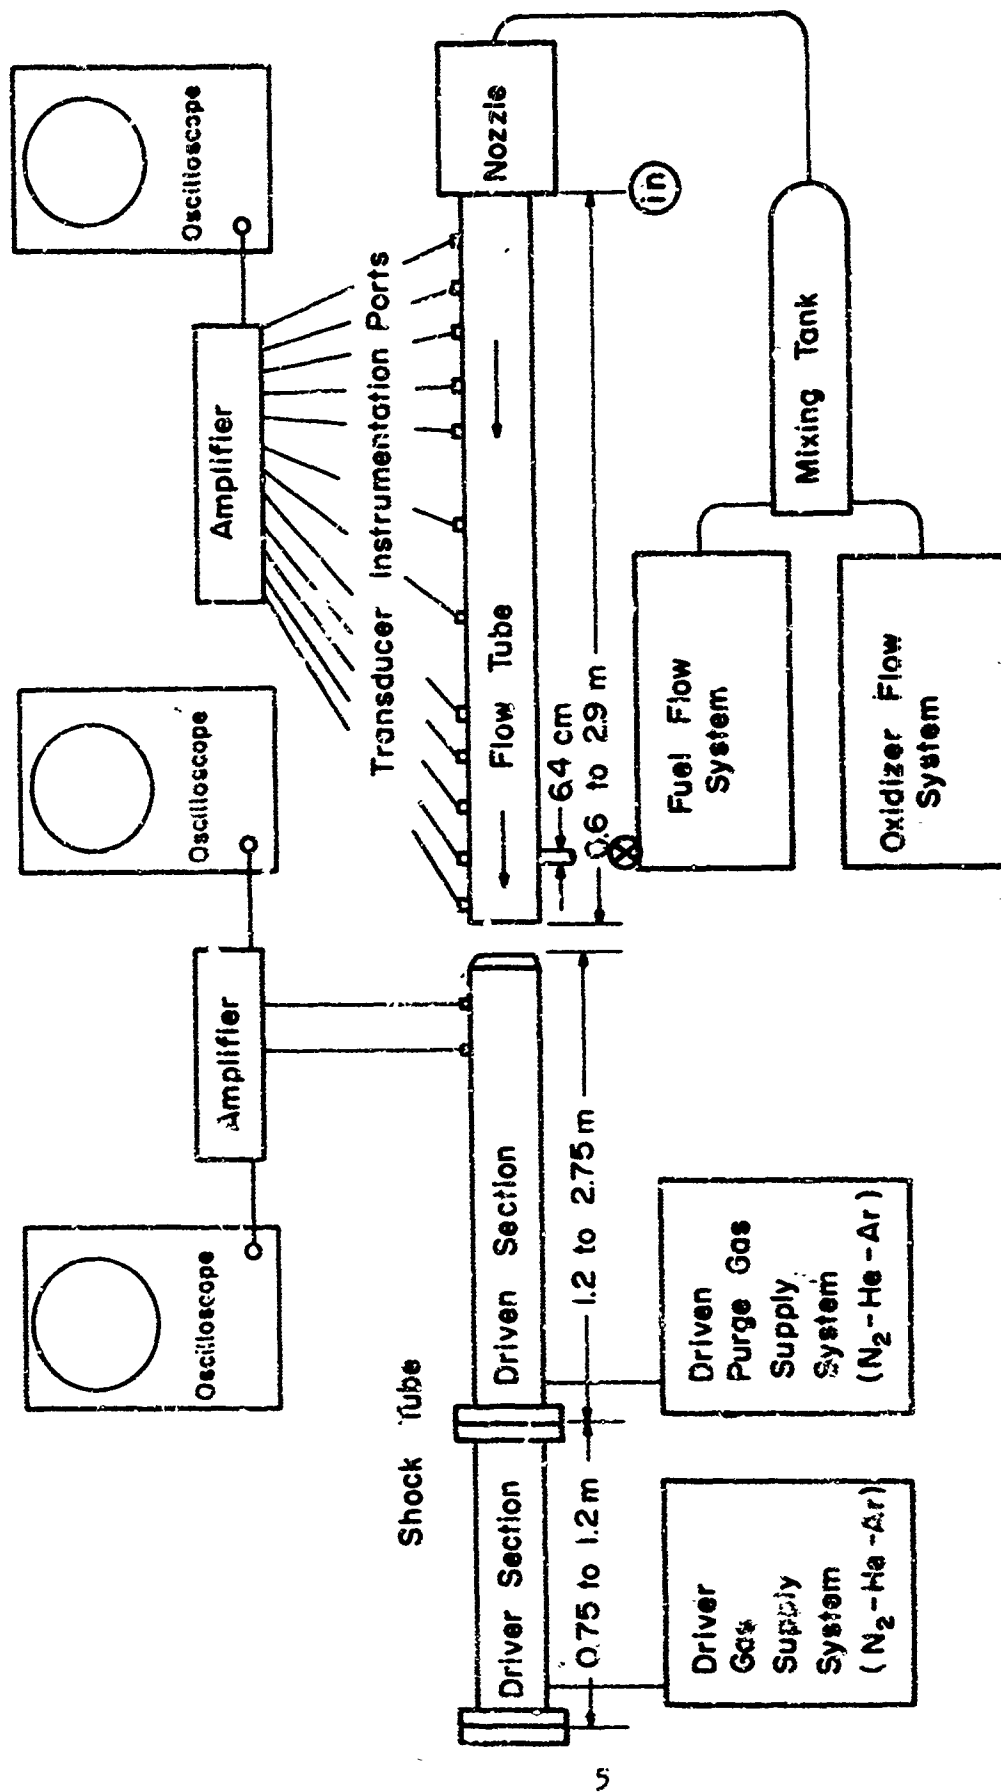 Oscilloscope
Amplifier
Oscilloscope
Amplifier
Oscilloscope
Shock Tube
Transducer Instrumentation Ports
Driver Section
Driven Section
Flow Tube
Nozzle
0.75 to 1.2m
1.2 to 2.75m
6.4 cm
0.6 to 2.9 m
in
Driver
Gas
Supply
System
(N2-He-Ar)
Driven
Purge Gas
Supply
System
(N2-He-Ar)
Fuel Flow
System
Oxidizer Flow
System
Mixing Tank
5